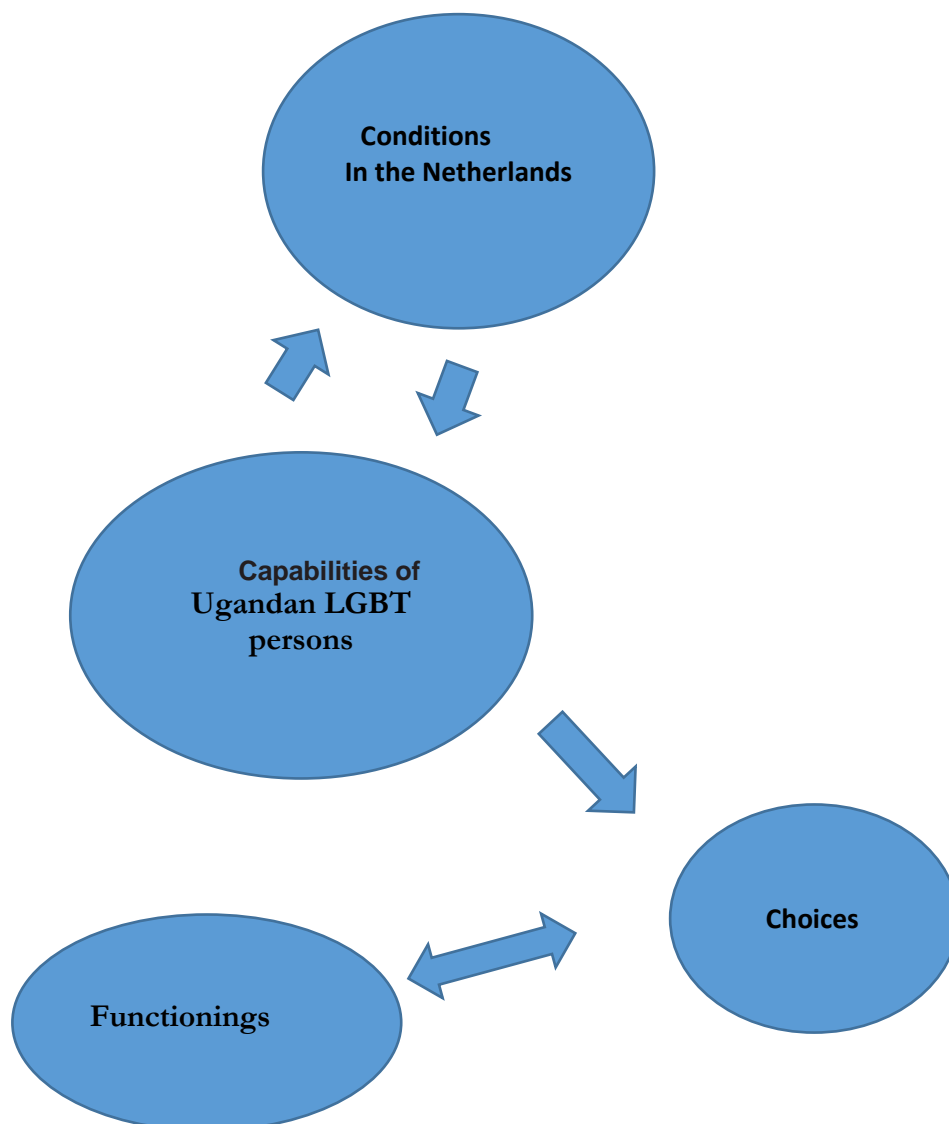 Conditions
In the Netherlands
Capabilities of
Ugandan LGBT
persons
Choices
Functionings